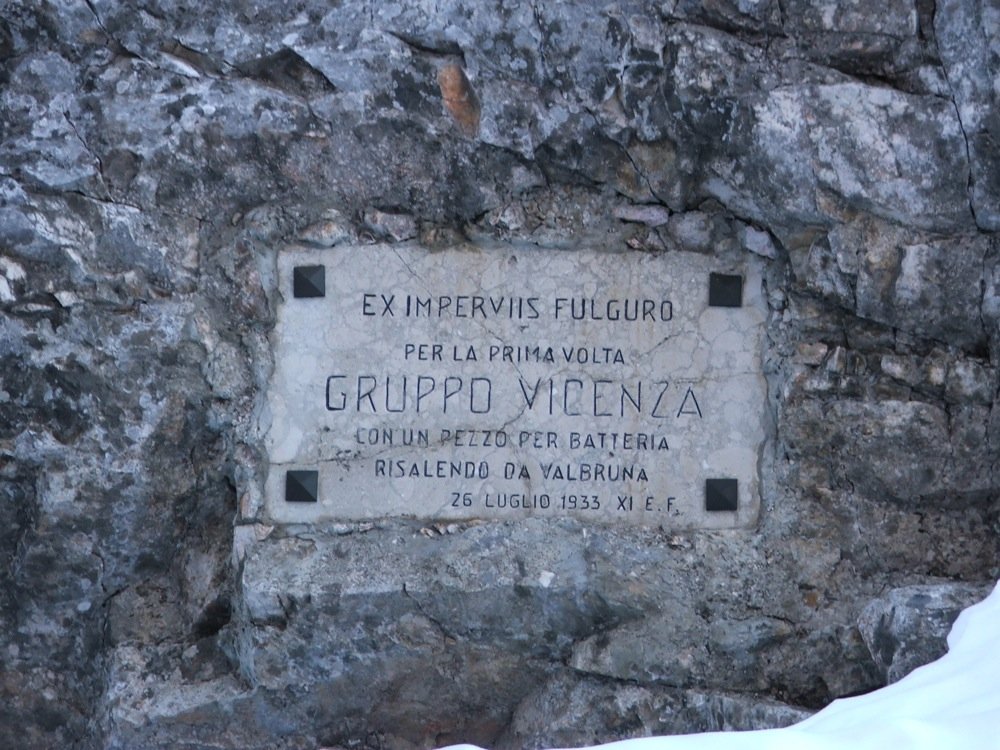 EX IMPERVIIS FULGURO
PER LA PRIMA VOLTA
GRUPPO VICENZA
CON UN PEZZO PER BATTERIA
RISALENDO DA VALBRUNA
26 LUGLIO 1933 XI E.F.